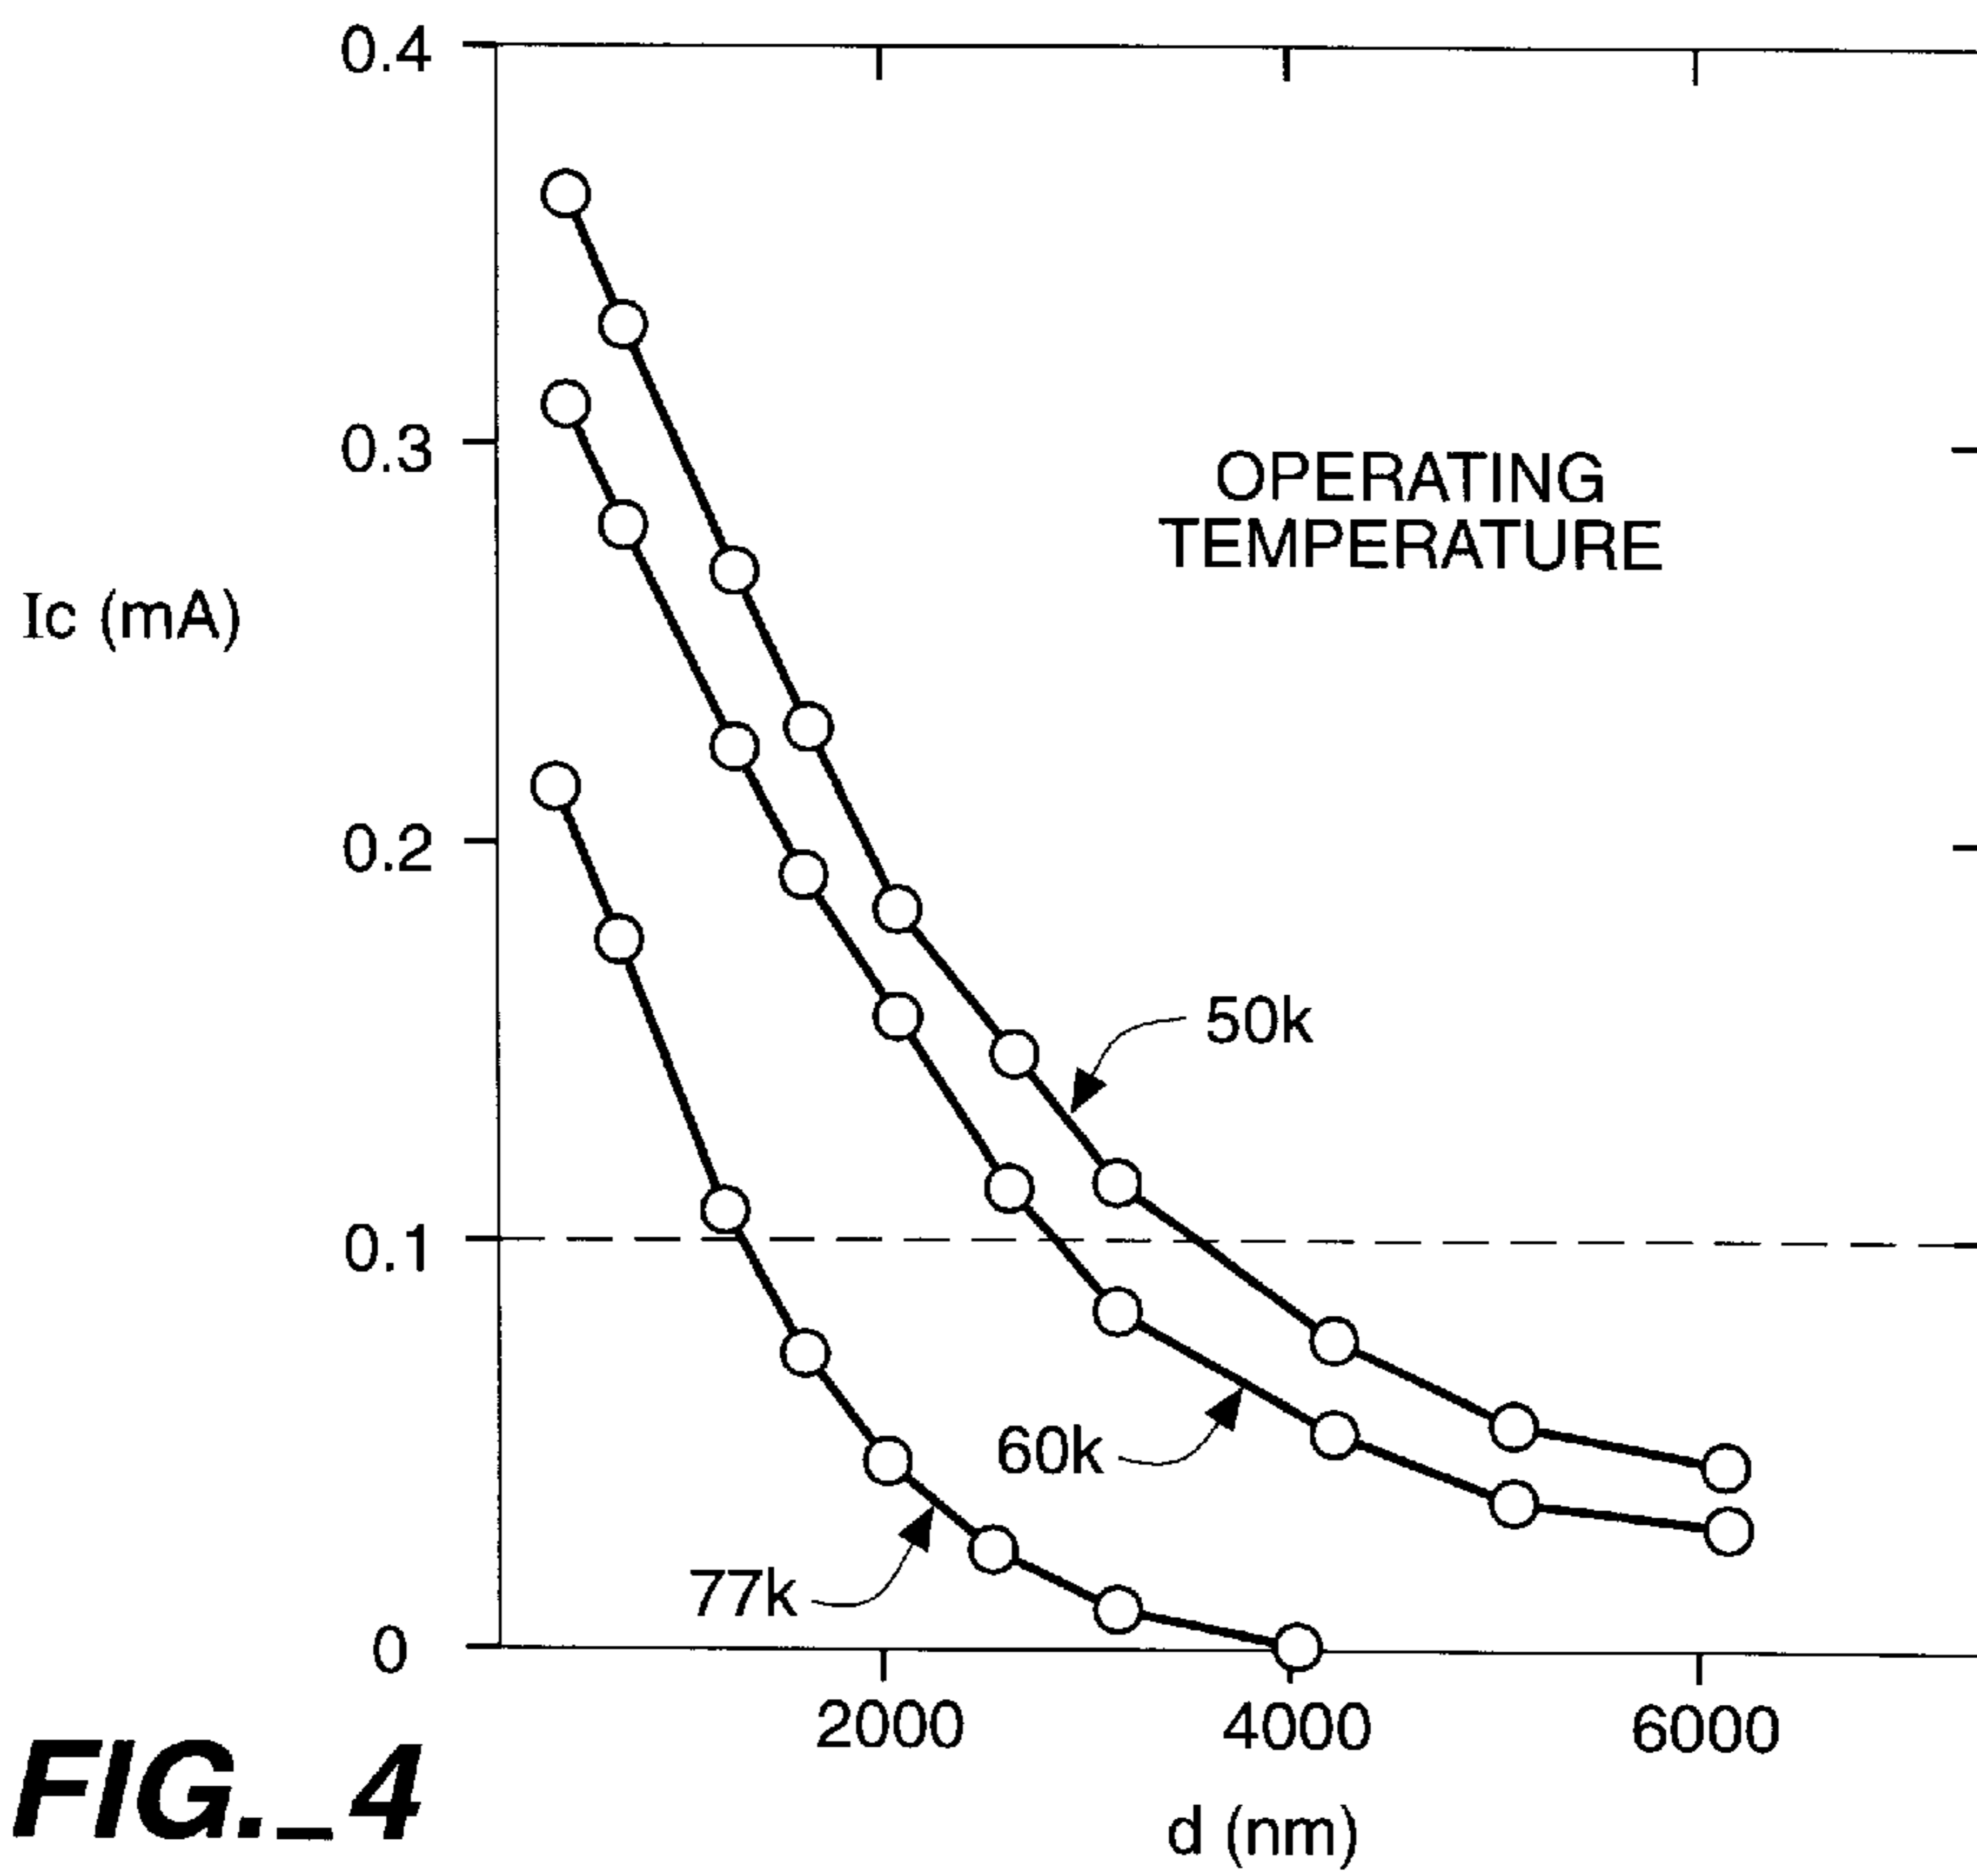 0.4
0.3
OPERATING
TEMPERATURE
Ic (mA)
0.2
50k
0.1
60k
77k
0
2000
4000
6000
FIG._4
d (nm)